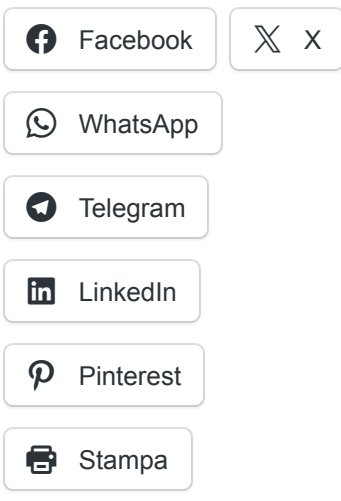 Facebook X
WhatsApp
Telegram
LinkedIn
Pinterest
Stampa